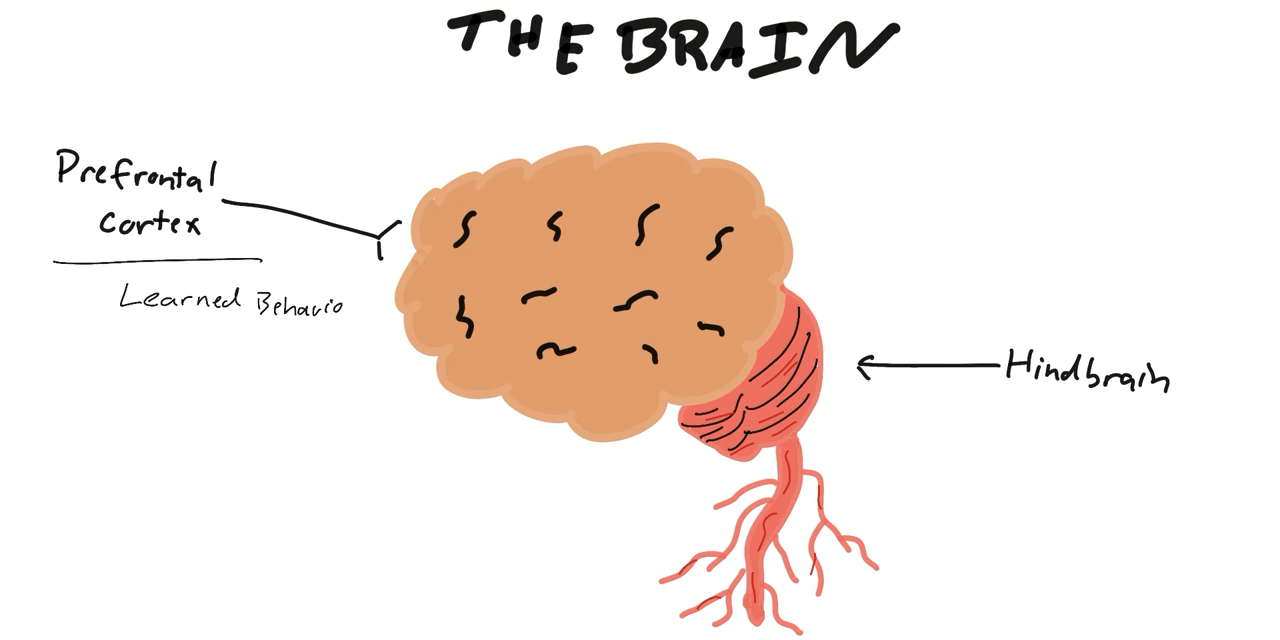 THE BRAIN
Prefrontal
Cortex
Learned Behavio
Hindbrain